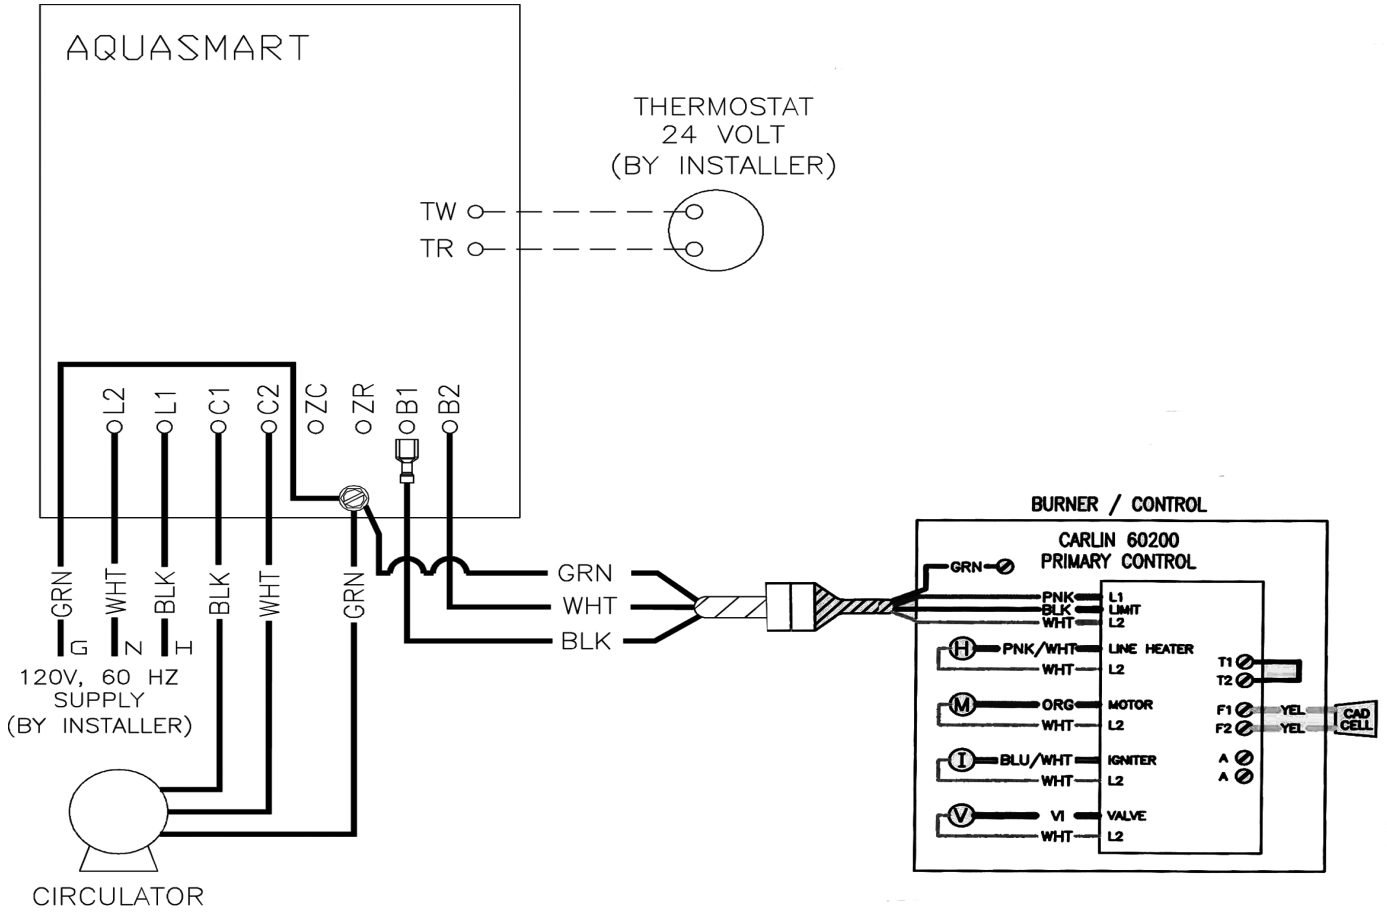 AQUASMART
THERMOSTAT
24 VOLT
(BY INSTALLER)
TW
TR
L2
L1
C1
C2
ZC
ZR
B1
B2
GRN
WHT
BLK
BLK
WHT
GRN
G
N
H
120V, 60 HZ
SUPPLY
(BY INSTALLER)
CIRCULATOR
GRN
WHT
BLK
BURNER / CONTROL
CARLIN 60200
PRIMARY CONTROL
GRN
PNK L1
BLK LIMIT
WHT L2
H PNK/WHT LINE HEATER
WHT L2
M ORG MOTOR
WHT L2
I BLU/WHT IGNITER
WHT L2
V VI VALVE
WHT L2
T1
T2
F1 YEL
F2 YEL
CAD
CELL
A
A